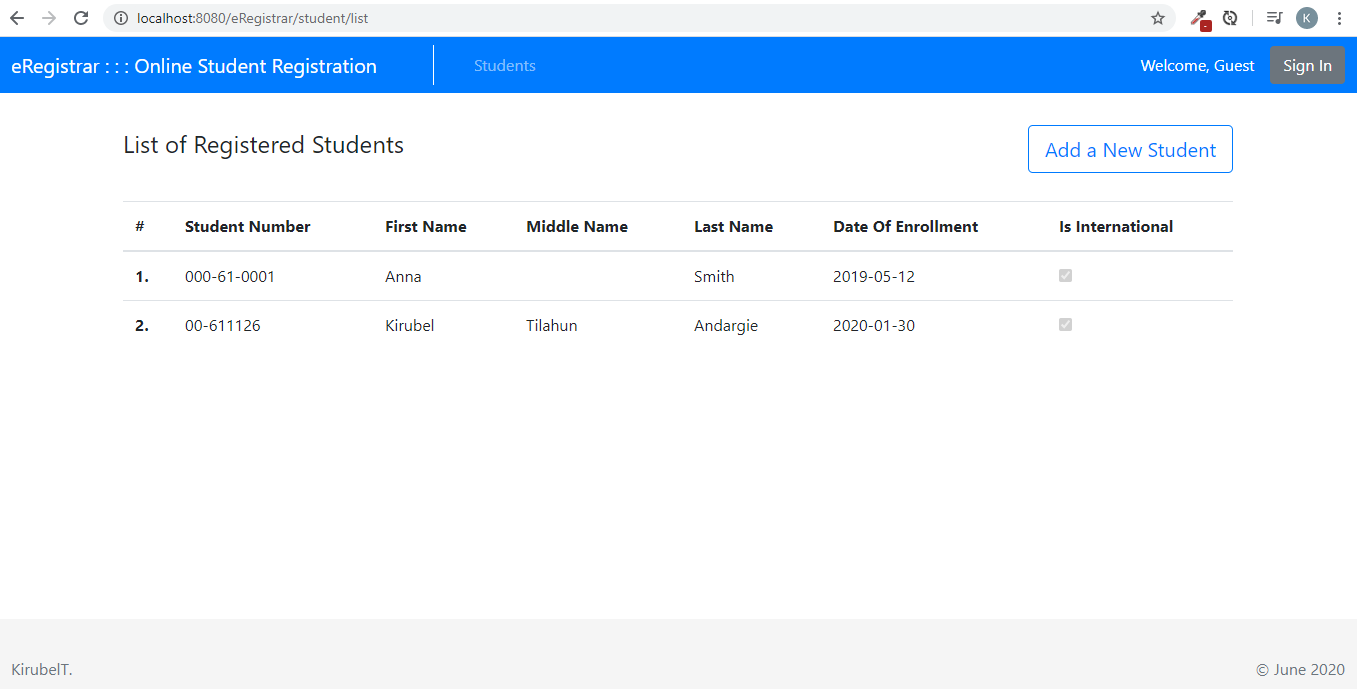 localhost:8080/eRegistrar/student/list
K
eRegistrar : : : Online Student Registration Students Welcome, Guest Sign In
List of Registered Students Add a New Student
# Student Number First Name Middle Name Last Name Date Of Enrollment Is International
1. 000-61-0001 Anna Smith 2019-05-12
2. 00-611126 Kirubel Tilahun Andargie 2020-01-30
KirubelT. © June 2020